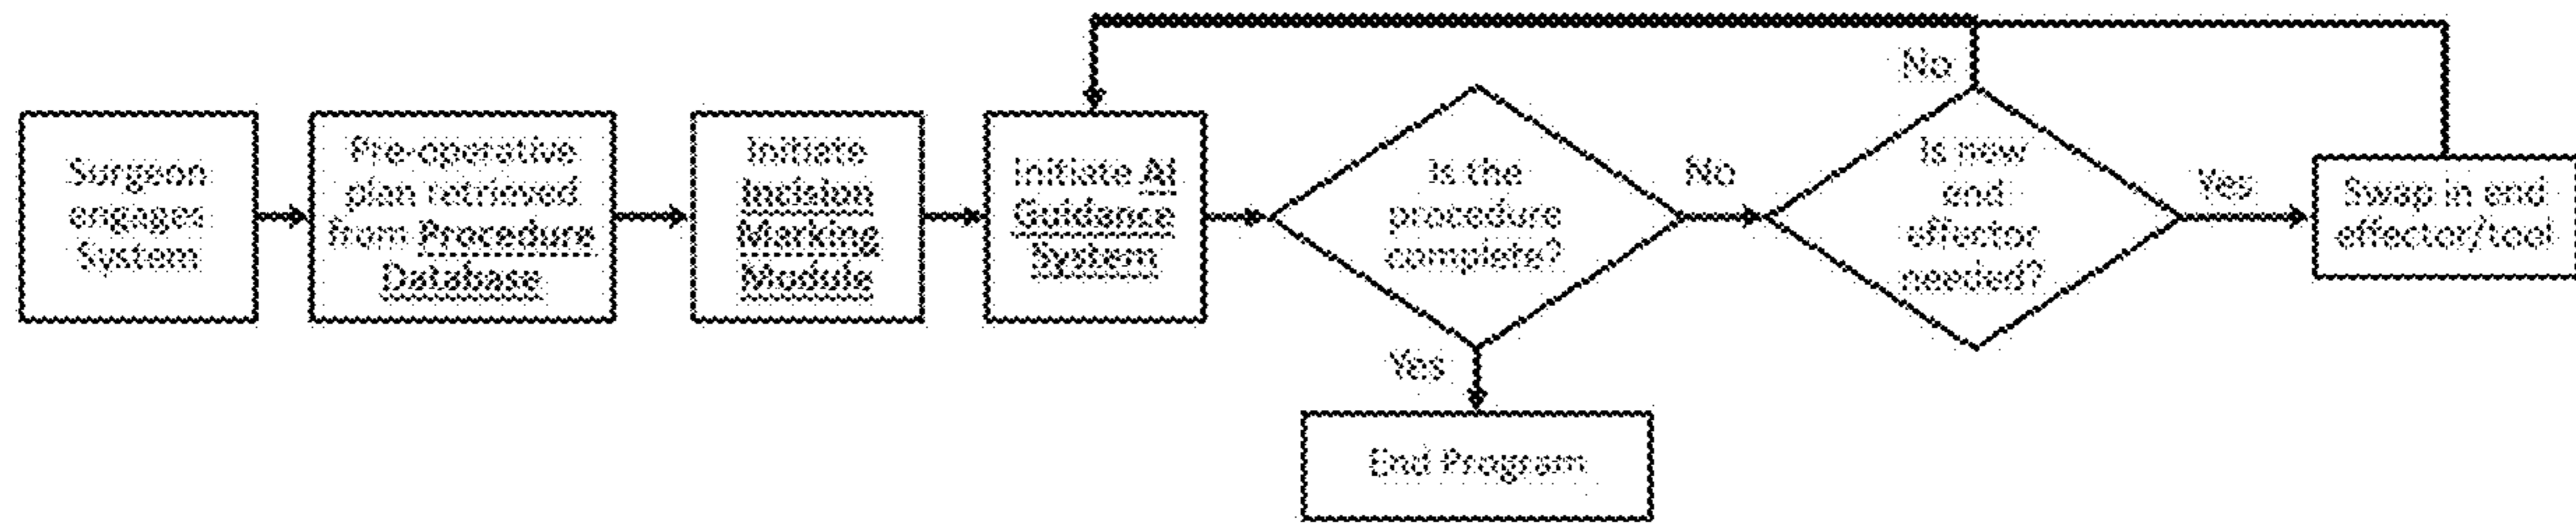 Surgeon
engages
System
Pre-operative
plan retrieved
from Procedure
Database
Initiate
Incision
Marking
Module
Initiate AI
Guidance
System
Is the
procedure
complete?
Yes
End Program
No
Is new
end
effector
needed?
No
Yes
Swap in end
effector/tool